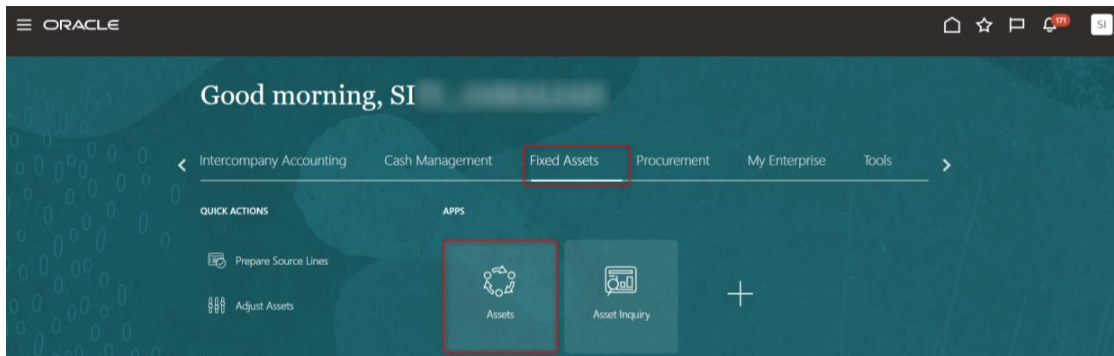 ORACLE
171
SI
Good morning, SI
Intercompany Accounting
Cash Management
Fixed Assets
Procurement
My Enterprise
Tools
QUICK ACTIONS
APPS
Prepare Source Lines
Adjust Assets
Assets
Asset Inquiry